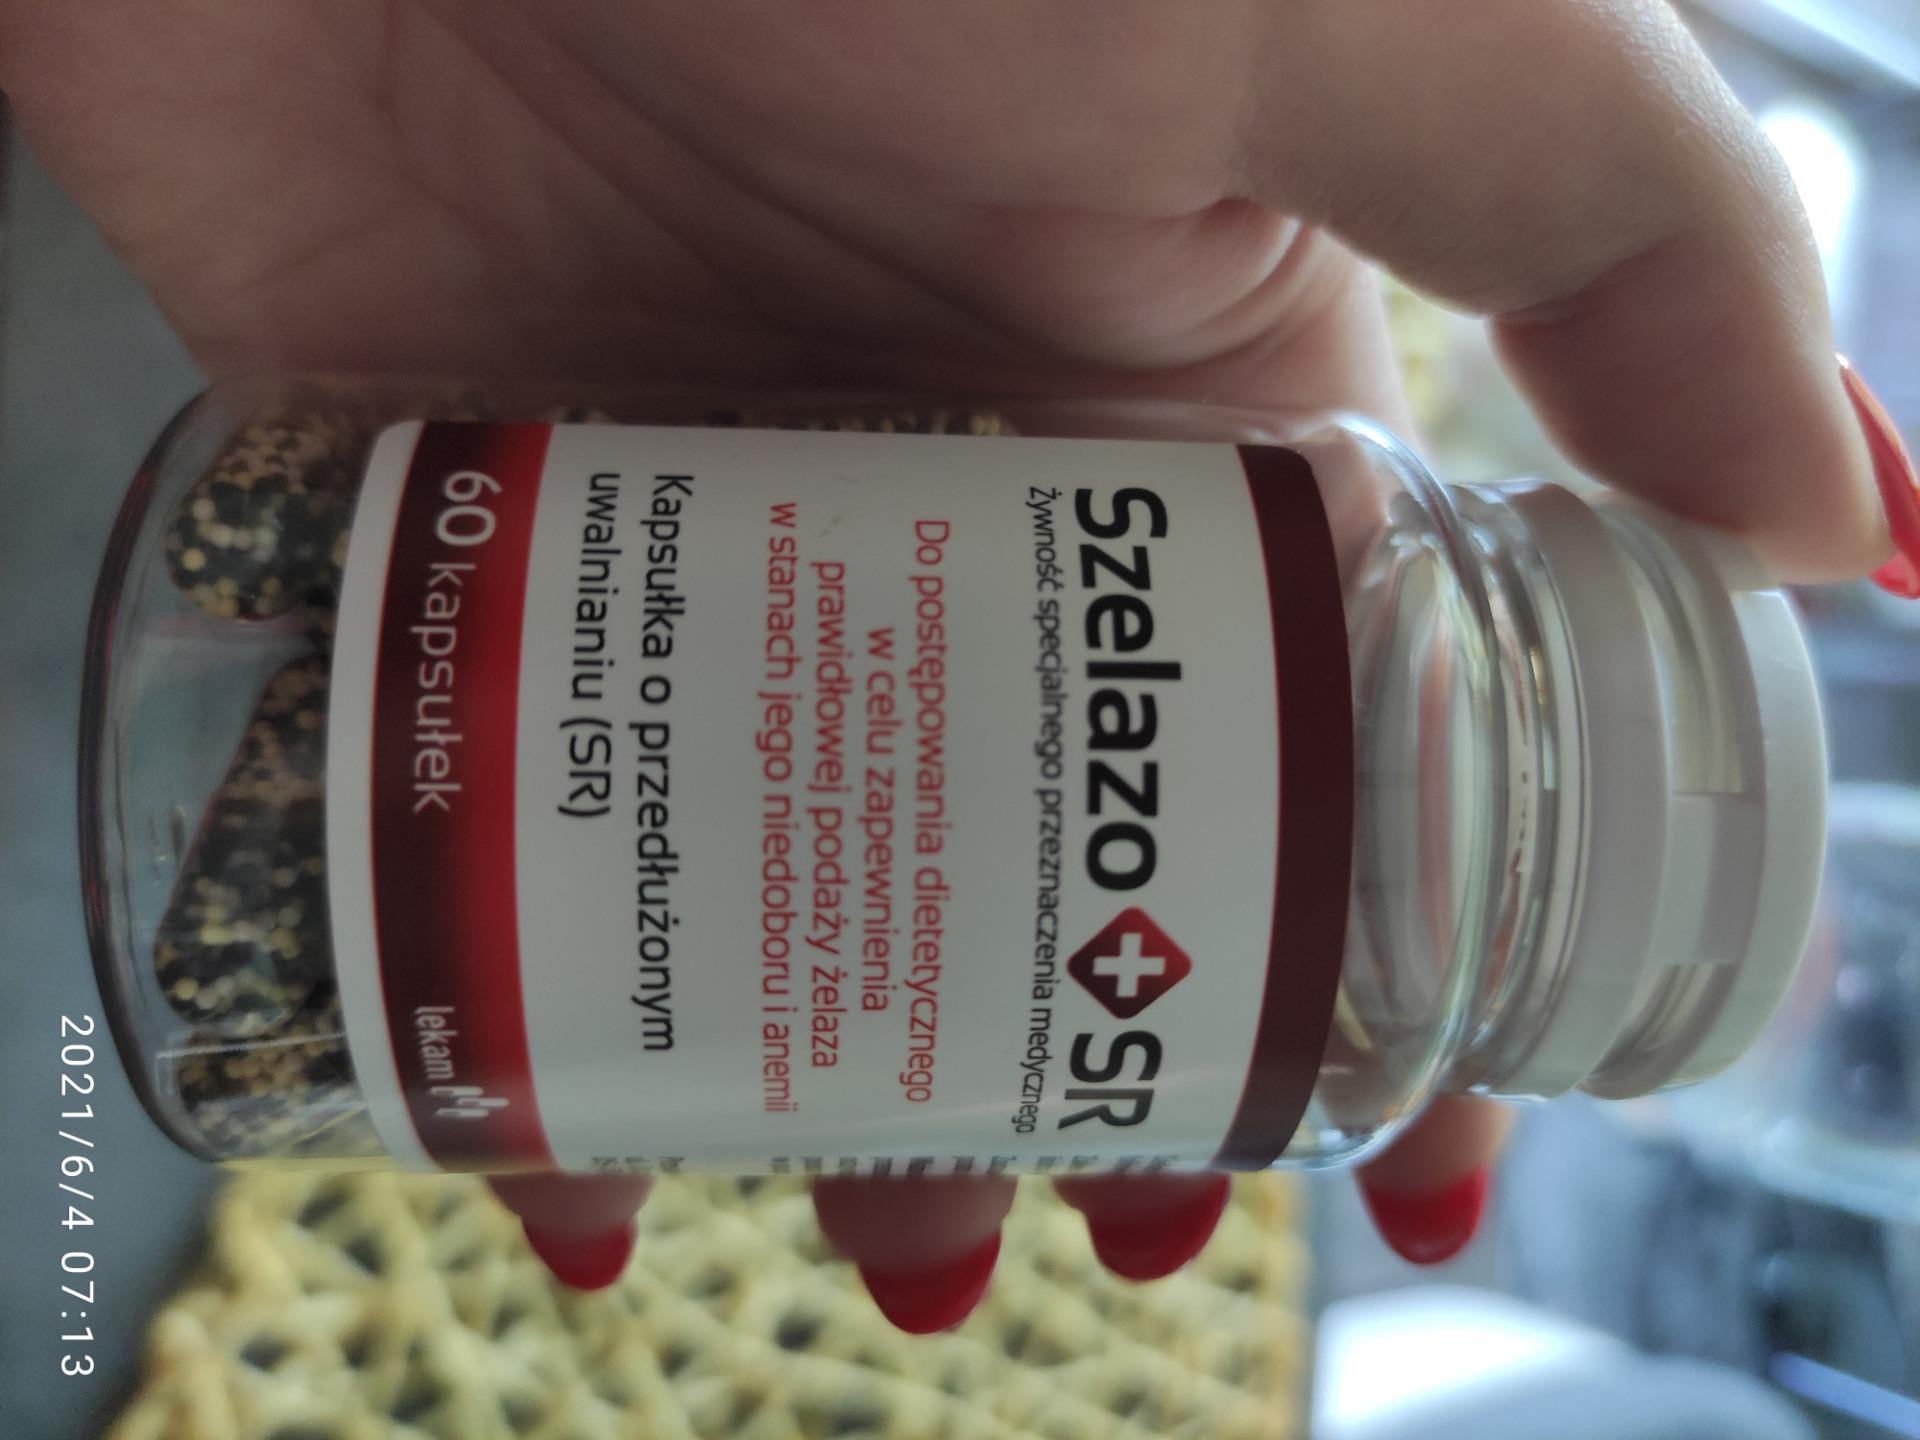 Szelazo + SR
żywność specjalnego przeznaczenia medycznego
Do postępowania dietetycznego
w celu zapewnienia
prawidłowej podaży żelaza
w stanach jego niedoboru i anemii
Kapsułka o przedłużonym
uwalnianiu (SR)
60 kapsułek
lekam
2021/6/4 07:13